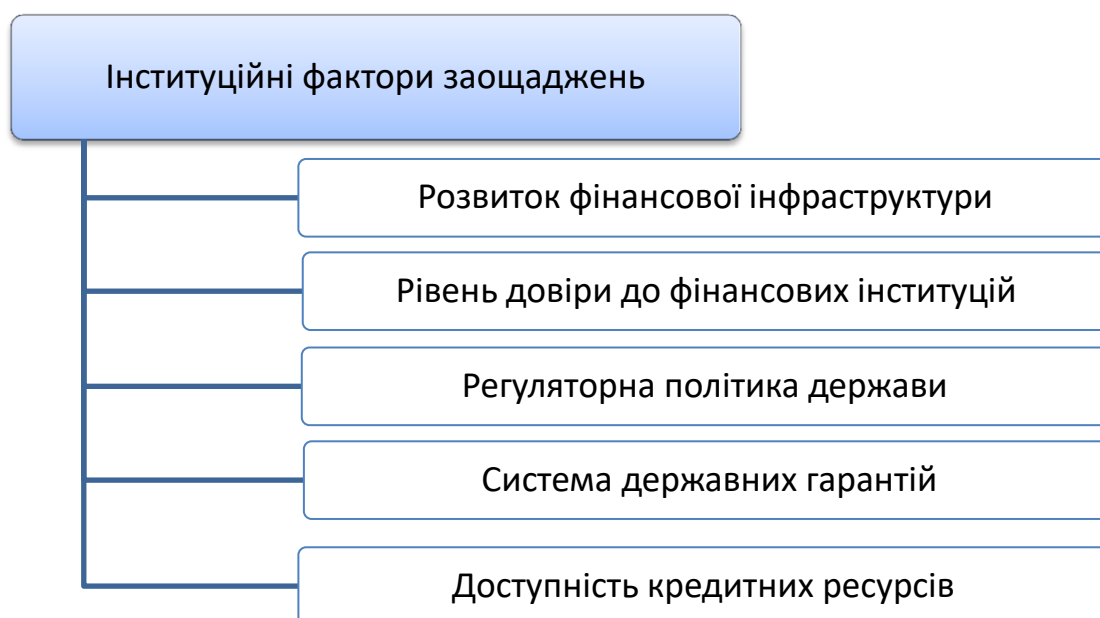 Інституційні фактори заощаджень
Розвиток фінансової інфраструктури
Рівень довіри до фінансових інституцій
Регуляторна політика держави
Система державних гарантій
Доступність кредитних ресурсів